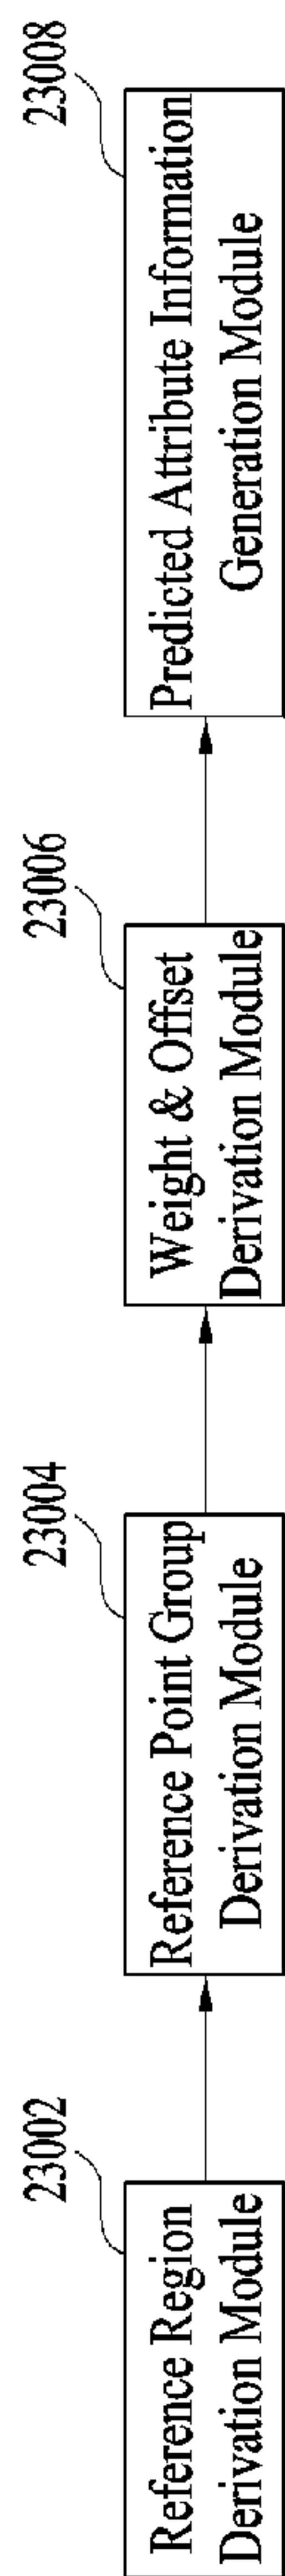 23002
Reference Region
Derivation Module
23004
Reference Point Group
Derivation Module
23006
Weight & Offset
Derivation Module
23008
Predicted Attribute Information
Generation Module